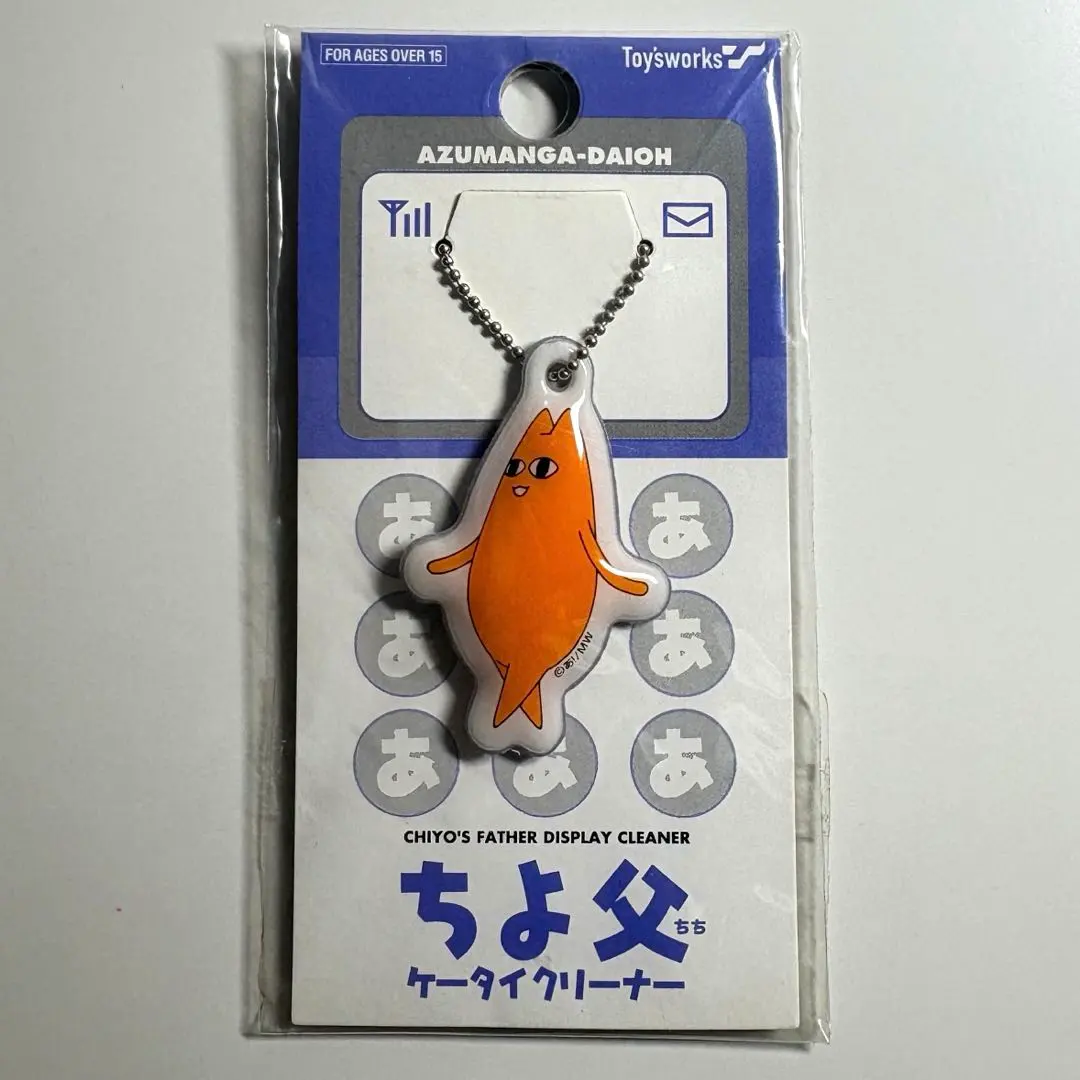 FOR AGES OVER 15
Toy'sworks
AZUMANGA-DAIOH
あ あ
あ あ
©あ!/MW
あ あ あ
CHIYO'S FATHER DISPLAY CLEANER
ちよ父
ちち
ケータイクリーナー